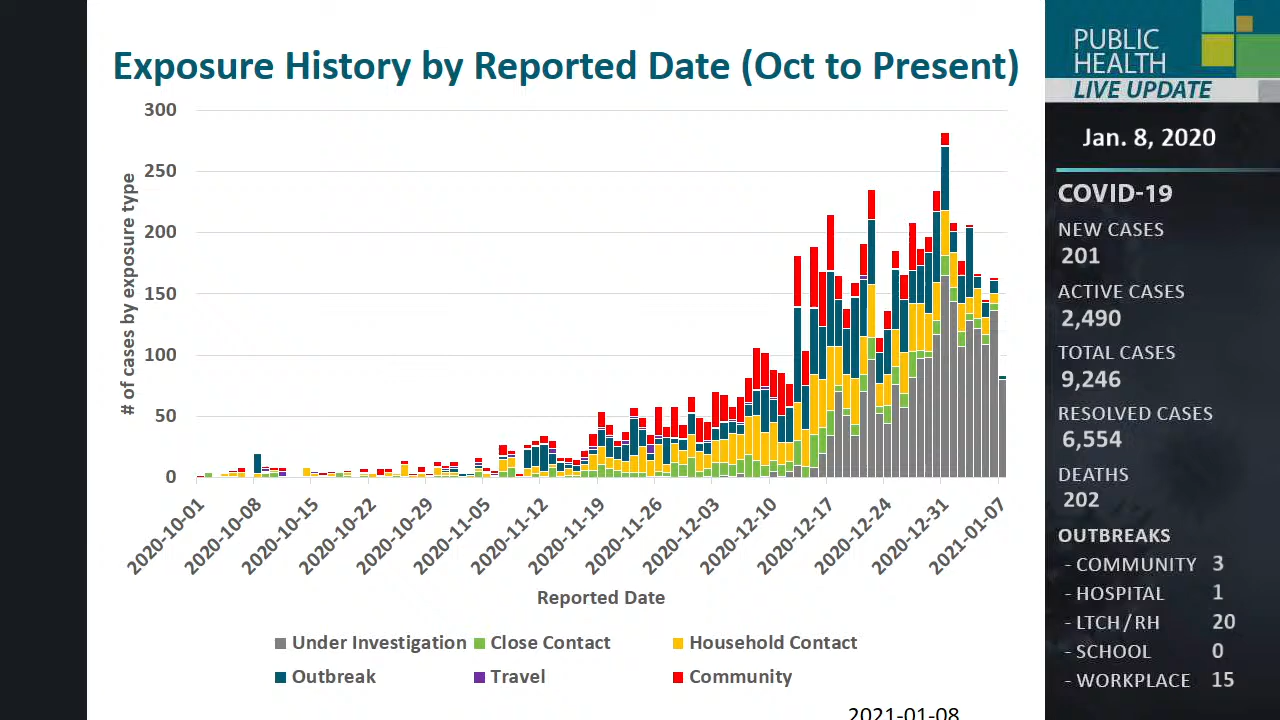 Exposure History by Reported Date (Oct to Present)
# of cases by exposure type
300
250
200
150
100
50
0
2020-10-01
2020-10-08
2020-10-15
2020-10-22
2020-10-29
2020-11-05
2020-11-12
2020-11-19
2020-11-26
2020-12-03
2020-12-10
2020-12-17
2020-12-24
2020-12-31
2021-01-07
Reported Date
Under Investigation Close Contact Household Contact
Outbreak Travel Community
2021-01-08
PUBLIC
HEALTH
LIVE UPDATE
Jan. 8, 2020
COVID-19
NEW CASES
201
ACTIVE CASES
2,490
TOTAL CASES
9,246
RESOLVED CASES
6,554
DEATHS
202
OUTBREAKS
- COMMUNITY 3
- HOSPITAL 1
- LTCH/RH 20
- SCHOOL 0
- WORKPLACE 15